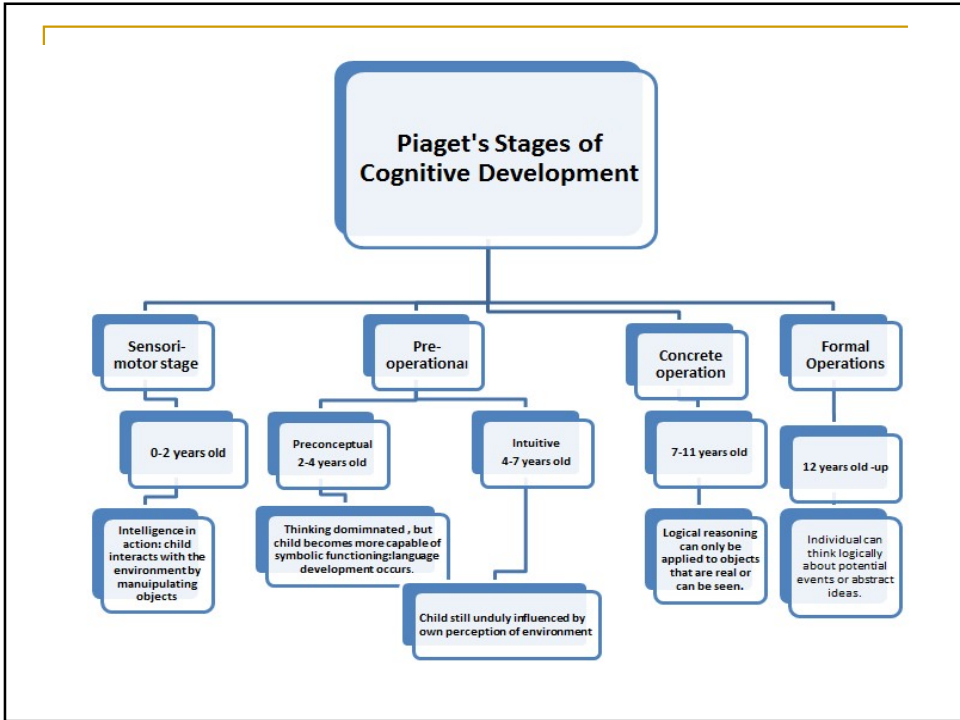 Piaget's Stages of
Cognitive Development
Sensori-
motor stage
Pre-
operational
Concrete
operation
Formal
Operations
0-2 years old
Preconceptual
2-4 years old
Intuitive
4-7 years old
7-11 years old
12 years old -up
Intelligence in
action: child
interacts with the
environment by
manuipulating
objects
Thinking domimnated , but
child becomes more capable of
symbolic functioning:language
development occurs.
Child still unduly influenced by
own perception of environment
Logical reasoning
can only be
applied to objects
that are real or
can be seen.
Individual can
think logically
about potential
events or abstract
ideas.